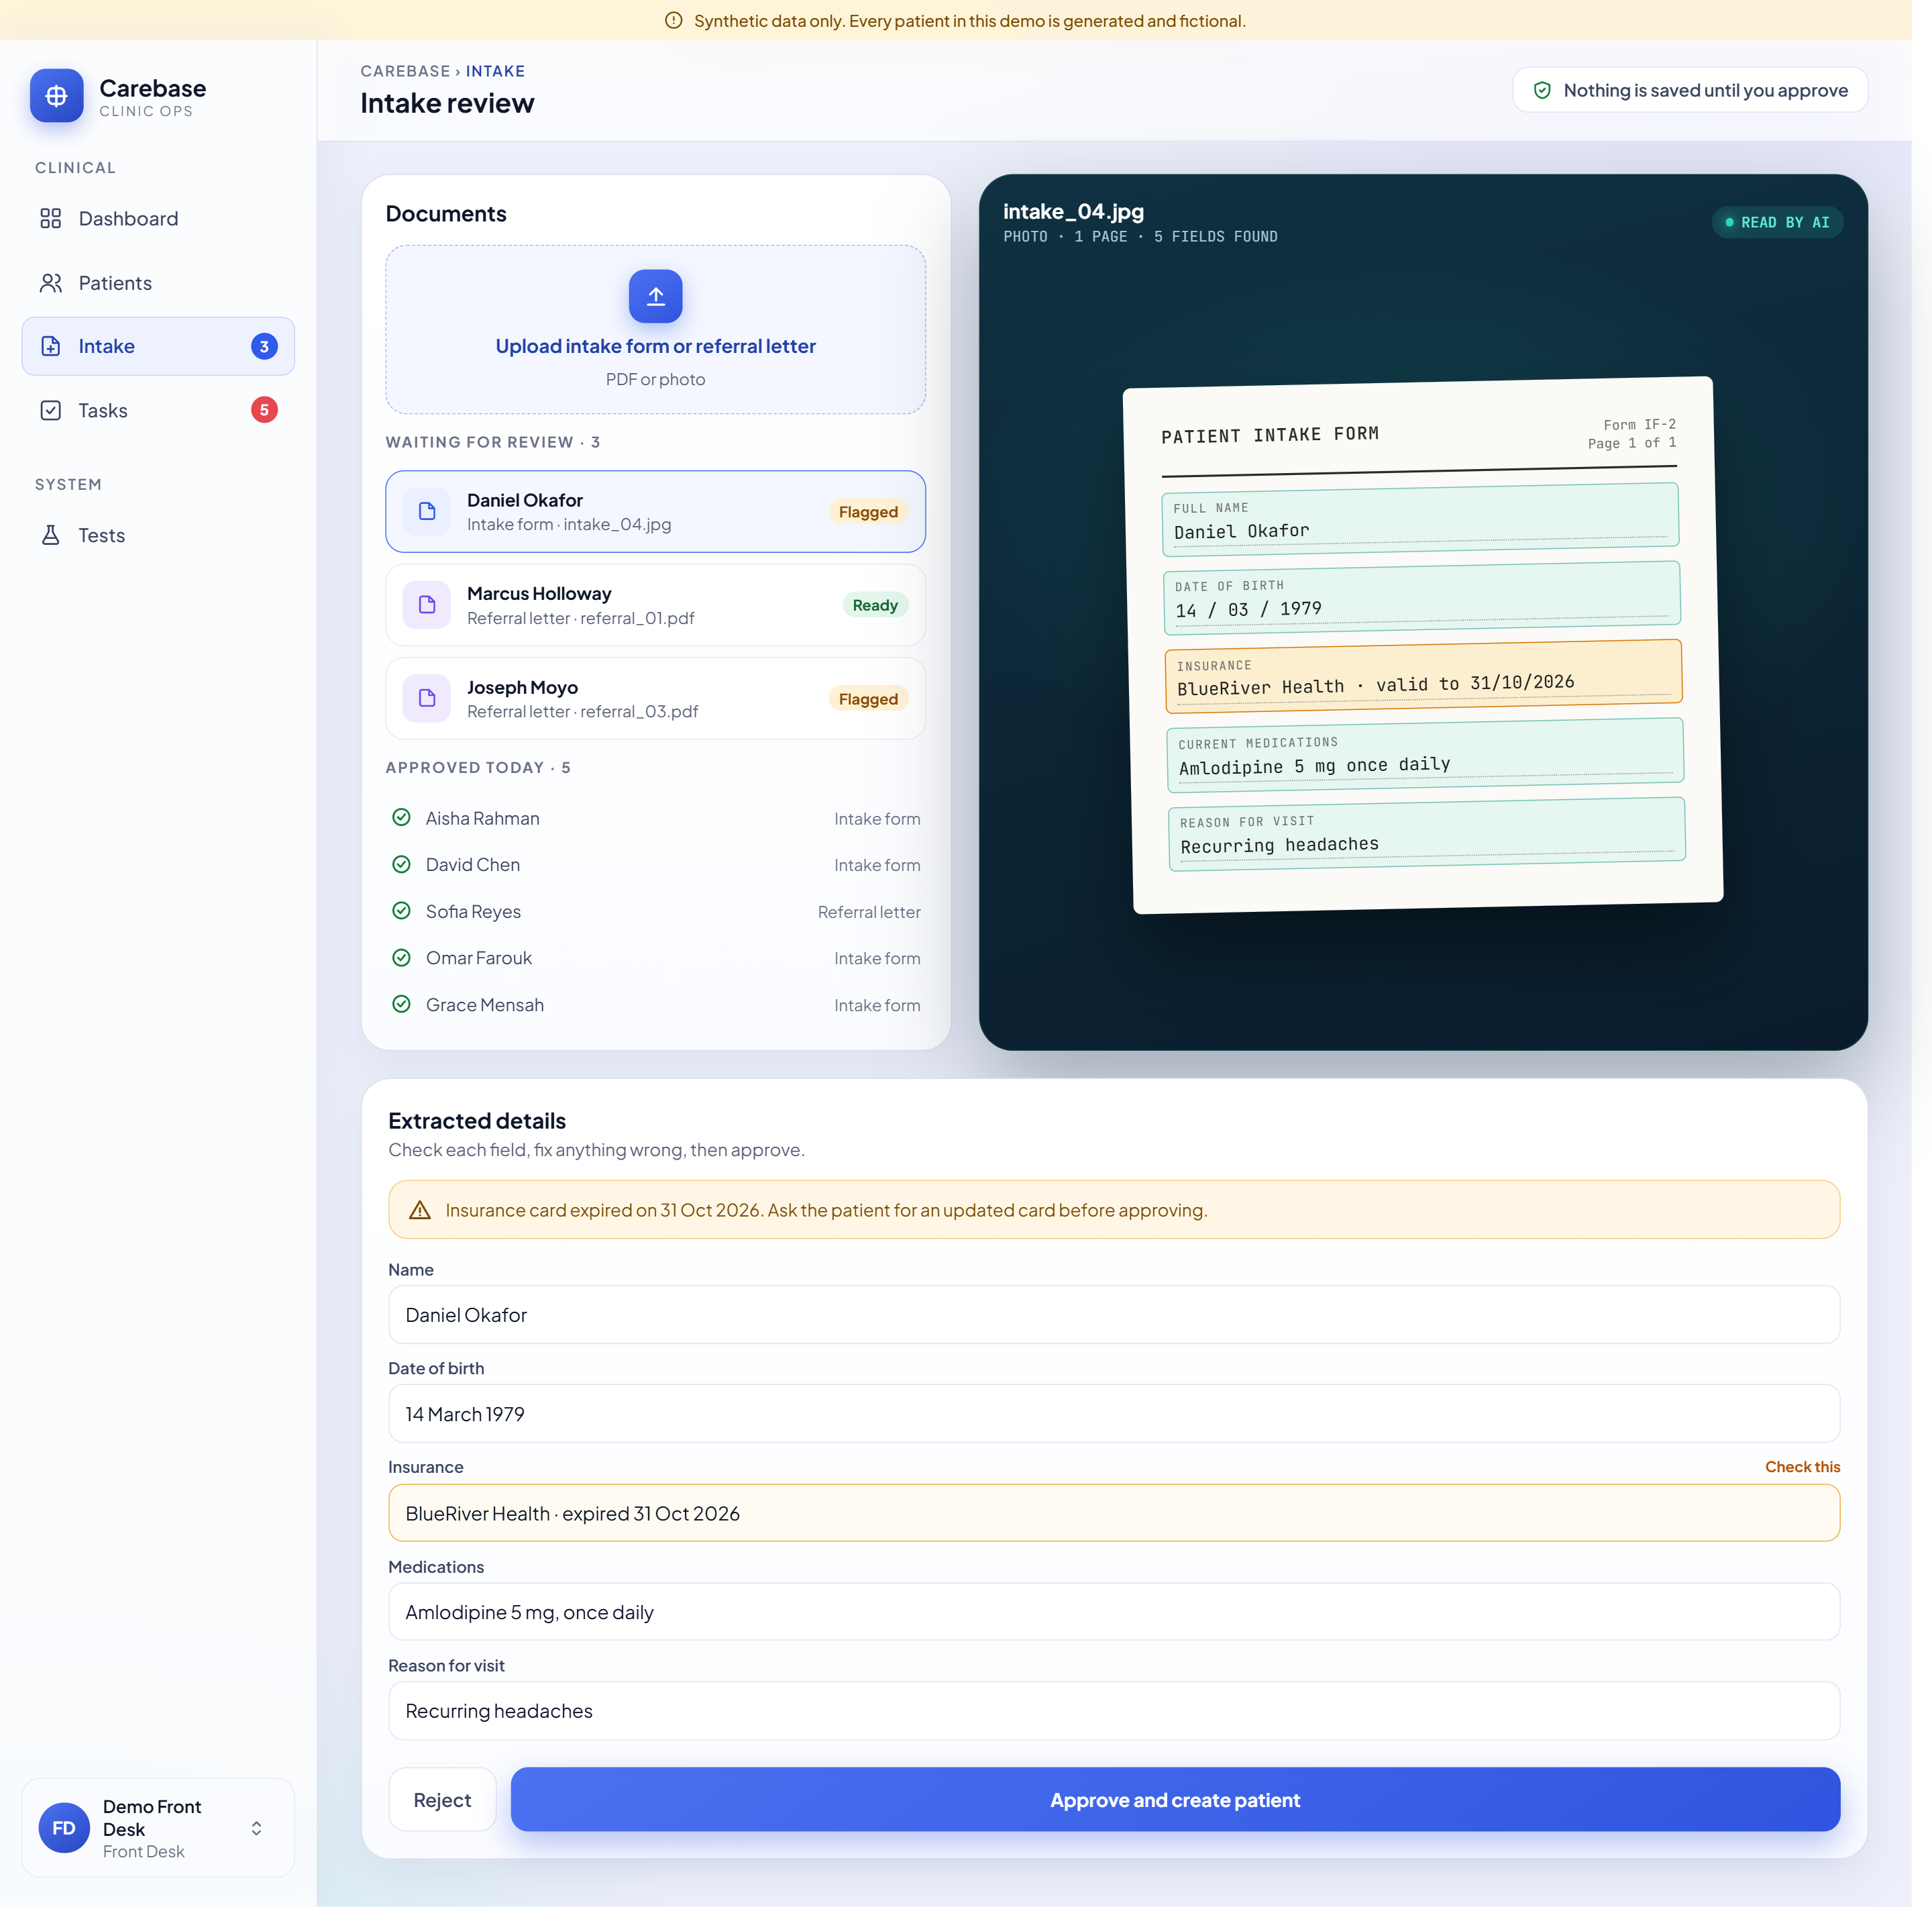 Synthetic data only. Every patient in this demo is generated and fictional.
Carebase
CLINIC OPS
CLINICAL
Dashboard
Patients
Intake 3
Tasks 5
SYSTEM
Tests
FD
Demo Front
Desk
Front Desk
CAREBASE › INTAKE
Intake review
Nothing is saved until you approve
Documents
Upload intake form or referral letter
PDF or photo
WAITING FOR REVIEW · 3
Daniel Okafor
Intake form · intake_04.jpg
Flagged
Marcus Holloway
Referral letter · referral_01.pdf
Ready
Joseph Moyo
Referral letter · referral_03.pdf
Flagged
APPROVED TODAY · 5
Aisha Rahman Intake form
David Chen Intake form
Sofia Reyes Referral letter
Omar Farouk Intake form
Grace Mensah Intake form
intake_04.jpg
PHOTO · 1 PAGE · 5 FIELDS FOUND
READ BY AI
PATIENT INTAKE FORM
Form IF-2
Page 1 of 1
FULL NAME
Daniel Okafor
DATE OF BIRTH
14 / 03 / 1979
INSURANCE
BlueRiver Health · valid to 31/10/2026
CURRENT MEDICATIONS
Amlodipine 5 mg once daily
REASON FOR VISIT
Recurring headaches
Extracted details
Check each field, fix anything wrong, then approve.
Insurance card expired on 31 Oct 2026. Ask the patient for an updated card before approving.
Name
Daniel Okafor
Date of birth
14 March 1979
Insurance Check this
BlueRiver Health · expired 31 Oct 2026
Medications
Amlodipine 5 mg, once daily
Reason for visit
Recurring headaches
Reject
Approve and create patient